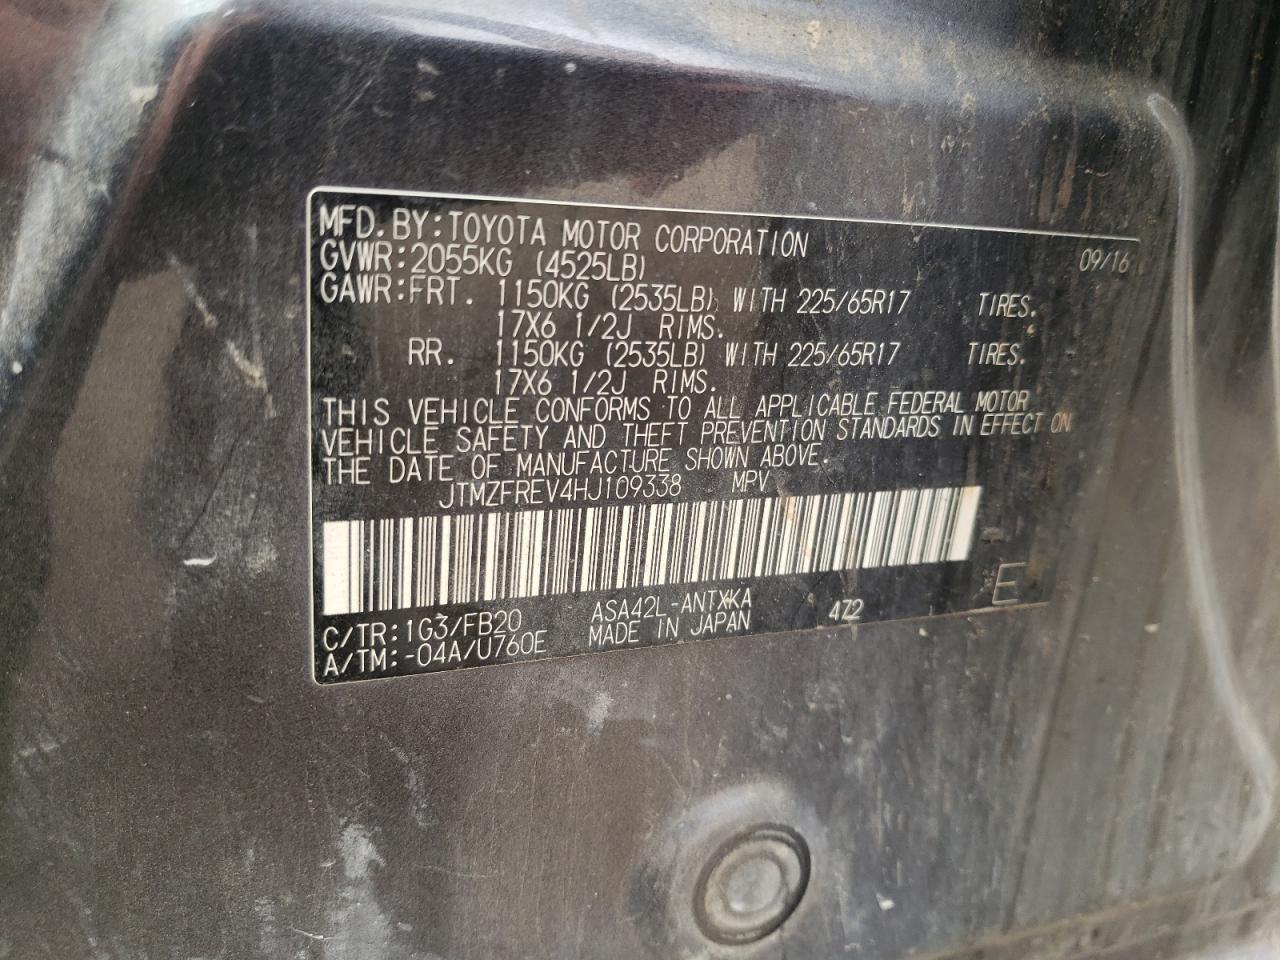 MFD. BY: TOYOTA MOTOR CORPORATION 09/16
GVWR: 2055KG (4525LB)
GAWR: FRT. 1150KG (2535LB) WITH 225/65R17 TIRES.
17X6 1/2J RIMS.
RR. 1150KG (2535LB) WITH 225/65R17 TIRES.
17X6 1/2J RIMS.
THIS VEHICLE CONFORMS TO ALL APPLICABLE FEDERAL MOTOR
VEHICLE SAFETY AND THEFT PREVENTION STANDARDS IN EFFECT ON
THE DATE OF MANUFACTURE SHOWN ABOVE.
JTMZFREV4HJ109338 MPV
C/TR: 1G3/FB20 ASA42L-ANTXKA 4Z2 E
A/TM: -04A/U760E MADE IN JAPAN